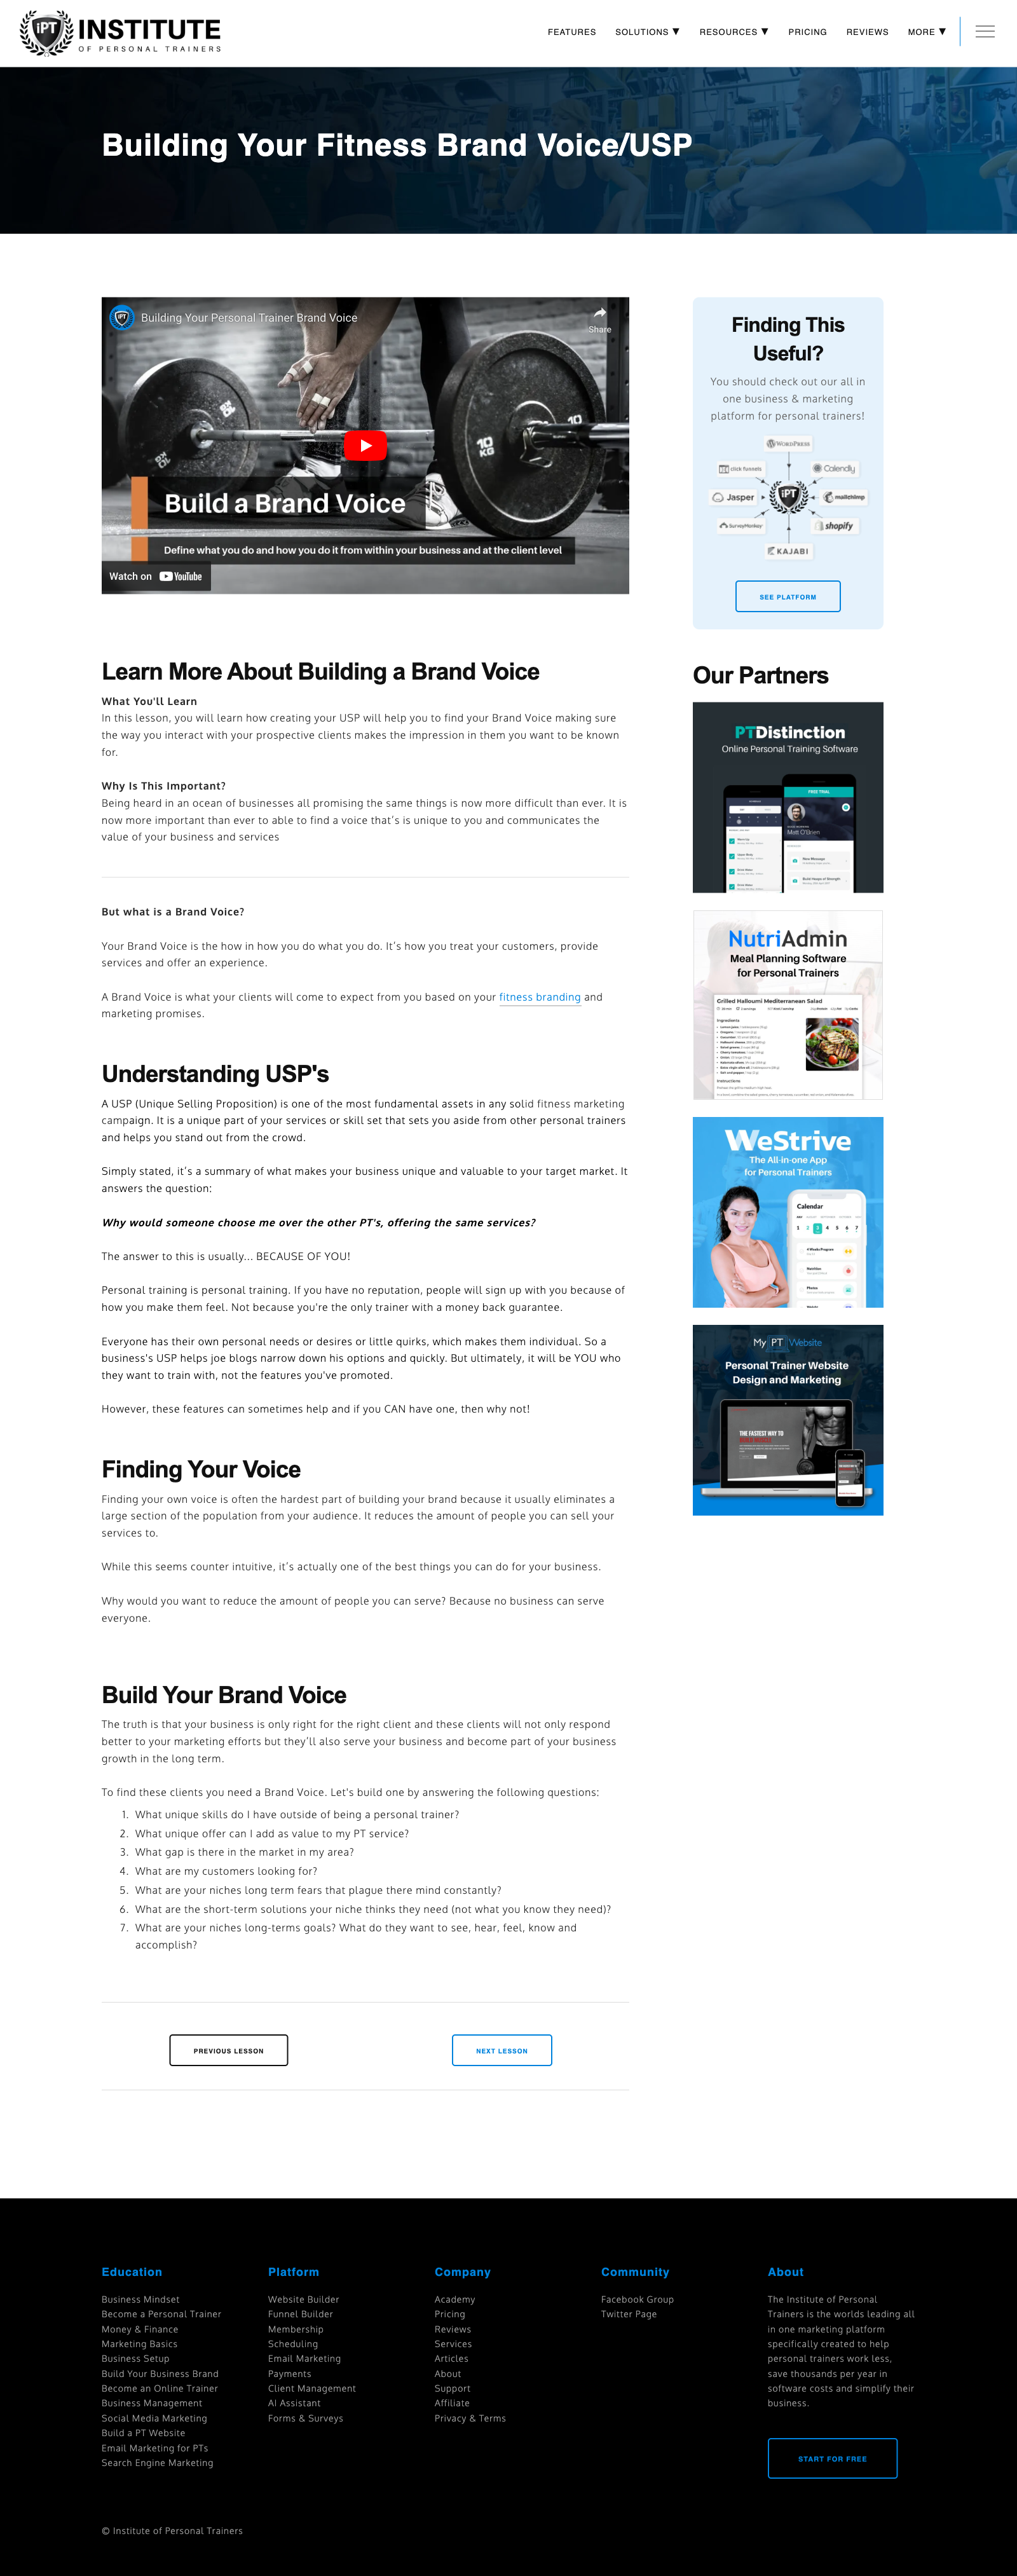 iPT INSTITUTE
OF PERSONAL TRAINERS
FEATURES SOLUTIONS ▼ RESOURCES ▼ PRICING REVIEWS MORE ▼
Building Your Fitness Brand Voice/USP
iPT Building Your Personal Trainer Brand Voice
Share
10 KG
Build a Brand Voice
Define what you do and how you do it from within your business and at the client level
Watch on YouTube
Finding This
Useful?
You should check out our all in
one business & marketing
platform for personal trainers!
WORDPRESS
click funnels
Calendly
Jasper
iPT
mailchimp
SurveyMonkey
shopify
KAJABI
SEE PLATFORM
Learn More About Building a Brand Voice
What You'll Learn
In this lesson, you will learn how creating your USP will help you to find your Brand Voice making sure
the way you interact with your prospective clients makes the impression in them you want to be known
for.
Why Is This Important?
Being heard in an ocean of businesses all promising the same things is now more difficult than ever. It is
now more important than ever to able to find a voice that's is unique to you and communicates the
value of your business and services
But what is a Brand Voice?
Your Brand Voice is the how in how you do what you do. It's how you treat your customers, provide
services and offer an experience.
A Brand Voice is what your clients will come to expect from you based on your fitness branding and
marketing promises.
Understanding USP's
A USP (Unique Selling Proposition) is one of the most fundamental assets in any solid fitness marketing
campaign. It is a unique part of your services or skill set that sets you aside from other personal trainers
and helps you stand out from the crowd.
Simply stated, it's a summary of what makes your business unique and valuable to your target market. It
answers the question:
Why would someone choose me over the other PT's, offering the same services?
The answer to this is usually... BECAUSE OF YOU!
Personal training is personal training. If you have no reputation, people will sign up with you because of
how you make them feel. Not because you're the only trainer with a money back guarantee.
Everyone has their own personal needs or desires or little quirks, which makes them individual. So a
business's USP helps joe blogs narrow down his options and quickly. But ultimately, it will be YOU who
they want to train with, not the features you've promoted.
However, these features can sometimes help and if you CAN have one, then why not!
Finding Your Voice
Finding your own voice is often the hardest part of building your brand because it usually eliminates a
large section of the population from your audience. It reduces the amount of people you can sell your
services to.
While this seems counter intuitive, it's actually one of the best things you can do for your business.
Why would you want to reduce the amount of people you can serve? Because no business can serve
everyone.
Build Your Brand Voice
The truth is that your business is only right for the right client and these clients will not only respond
better to your marketing efforts but they'll also serve your business and become part of your business
growth in the long term.
To find these clients you need a Brand Voice. Let's build one by answering the following questions:
1. What unique skills do I have outside of being a personal trainer?
2. What unique offer can I add as value to my PT service?
3. What gap is there in the market in my area?
4. What are my customers looking for?
5. What are your niches long term fears that plague there mind constantly?
6. What are the short-term solutions your niche thinks they need (not what you know they need)?
7. What are your niches long-terms goals? What do they want to see, hear, feel, know and
accomplish?
PREVIOUS LESSON
NEXT LESSON
Our Partners
PTDistinction
Online Personal Training Software
FREE TRIAL
Matt O'Brien
NutriAdmin
Meal Planning Software
for Personal Trainers
Grilled Halloumi Mediterranean Salad
Ingredients
Instructions
WeStrive
The All-in-one App
for Personal Trainers
Calendar
1 2 3 4 5 6 7
My PT Website
Personal Trainer Website
Design and Marketing
THE FASTEST WAY TO
Education
Business Mindset
Become a Personal Trainer
Money & Finance
Marketing Basics
Business Setup
Build Your Business Brand
Become an Online Trainer
Business Management
Social Media Marketing
Build a PT Website
Email Marketing for PTs
Search Engine Marketing
Platform
Website Builder
Funnel Builder
Membership
Scheduling
Email Marketing
Payments
Client Management
AI Assistant
Forms & Surveys
Company
Academy
Pricing
Reviews
Services
Articles
About
Support
Affiliate
Privacy & Terms
Community
Facebook Group
Twitter Page
About
The Institute of Personal
Trainers is the worlds leading all
in one marketing platform
specifically created to help
personal trainers work less,
save thousands per year in
software costs and simplify their
business.
START FOR FREE
© Institute of Personal Trainers